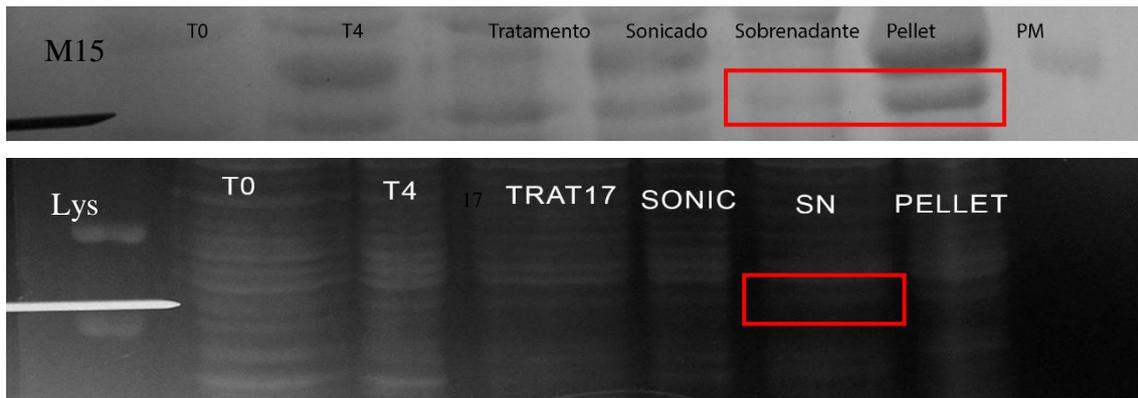 M15 T0 T4 Tratamento Sonicado Sobrenadante Pellet PM
Lys T0 T4 17 TRAT17 SONIC SN PELLET